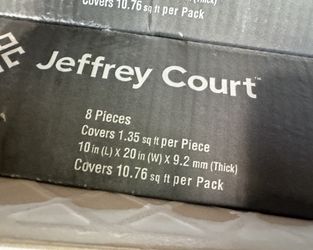 Covers 10.76 sq ft per Pack
Jeffrey Court™
8 Pieces
Covers 1.35 sq ft per Piece
10 in (L) X 20 in (W) X 9.2 mm (Thick)
Covers 10.76 sq ft per Pack